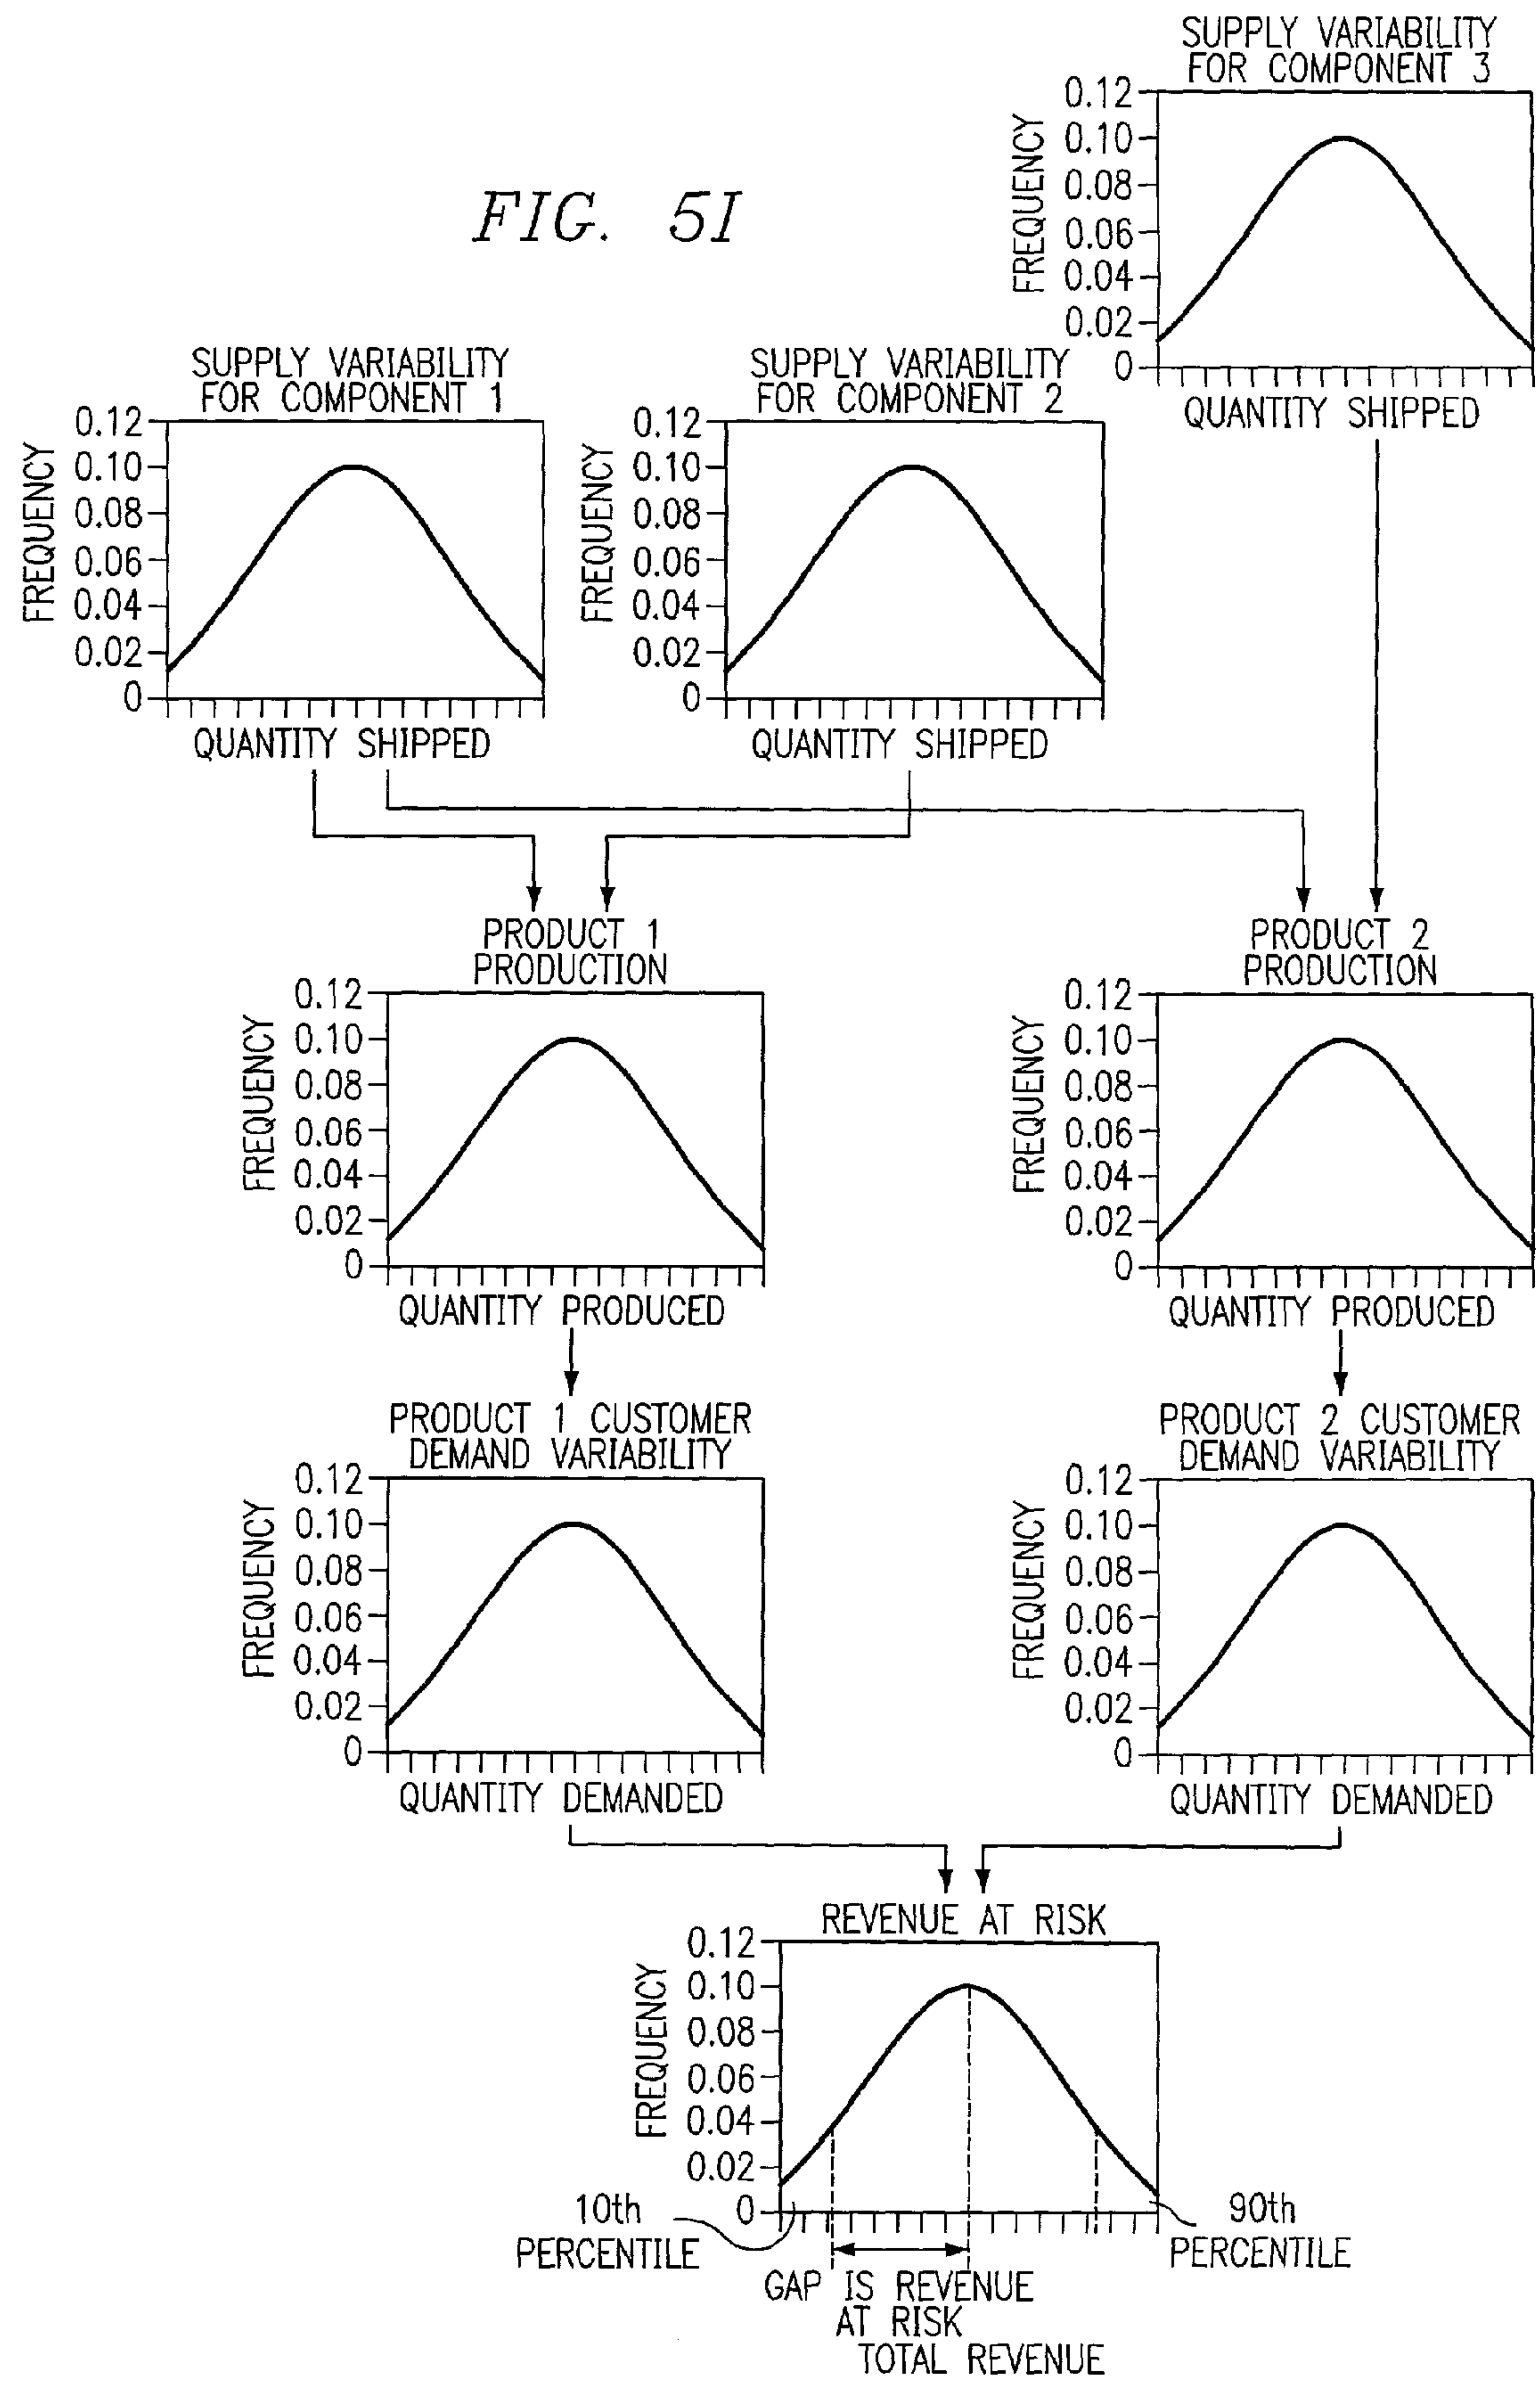 SUPPLY VARIABILITY
FOR COMPONENT 3
0.12
0.10
0.08
0.06
0.04
0.02
0
FREQUENCY
QUANTITY SHIPPED
FIG. 5I
SUPPLY VARIABILITY
FOR COMPONENT 1
0.12
0.10
0.08
0.06
0.04
0.02
0
FREQUENCY
QUANTITY SHIPPED
SUPPLY VARIABILITY
FOR COMPONENT 2
0.12
0.10
0.08
0.06
0.04
0.02
0
FREQUENCY
QUANTITY SHIPPED
PRODUCT 1
PRODUCTION
0.12
0.10
0.08
0.06
0.04
0.02
0
FREQUENCY
QUANTITY PRODUCED
PRODUCT 2
PRODUCTION
0.12
0.10
0.08
0.06
0.04
0.02
0
FREQUENCY
QUANTITY PRODUCED
PRODUCT 1 CUSTOMER
DEMAND VARIABILITY
0.12
0.10
0.08
0.06
0.04
0.02
0
FREQUENCY
QUANTITY DEMANDED
PRODUCT 2 CUSTOMER
DEMAND VARIABILITY
0.12
0.10
0.08
0.06
0.04
0.02
0
FREQUENCY
QUANTITY DEMANDED
REVENUE AT RISK
0.12
0.10
0.08
0.06
0.04
0.02
0
FREQUENCY
10th
PERCENTILE
90th
PERCENTILE
GAP IS REVENUE
AT RISK
TOTAL REVENUE